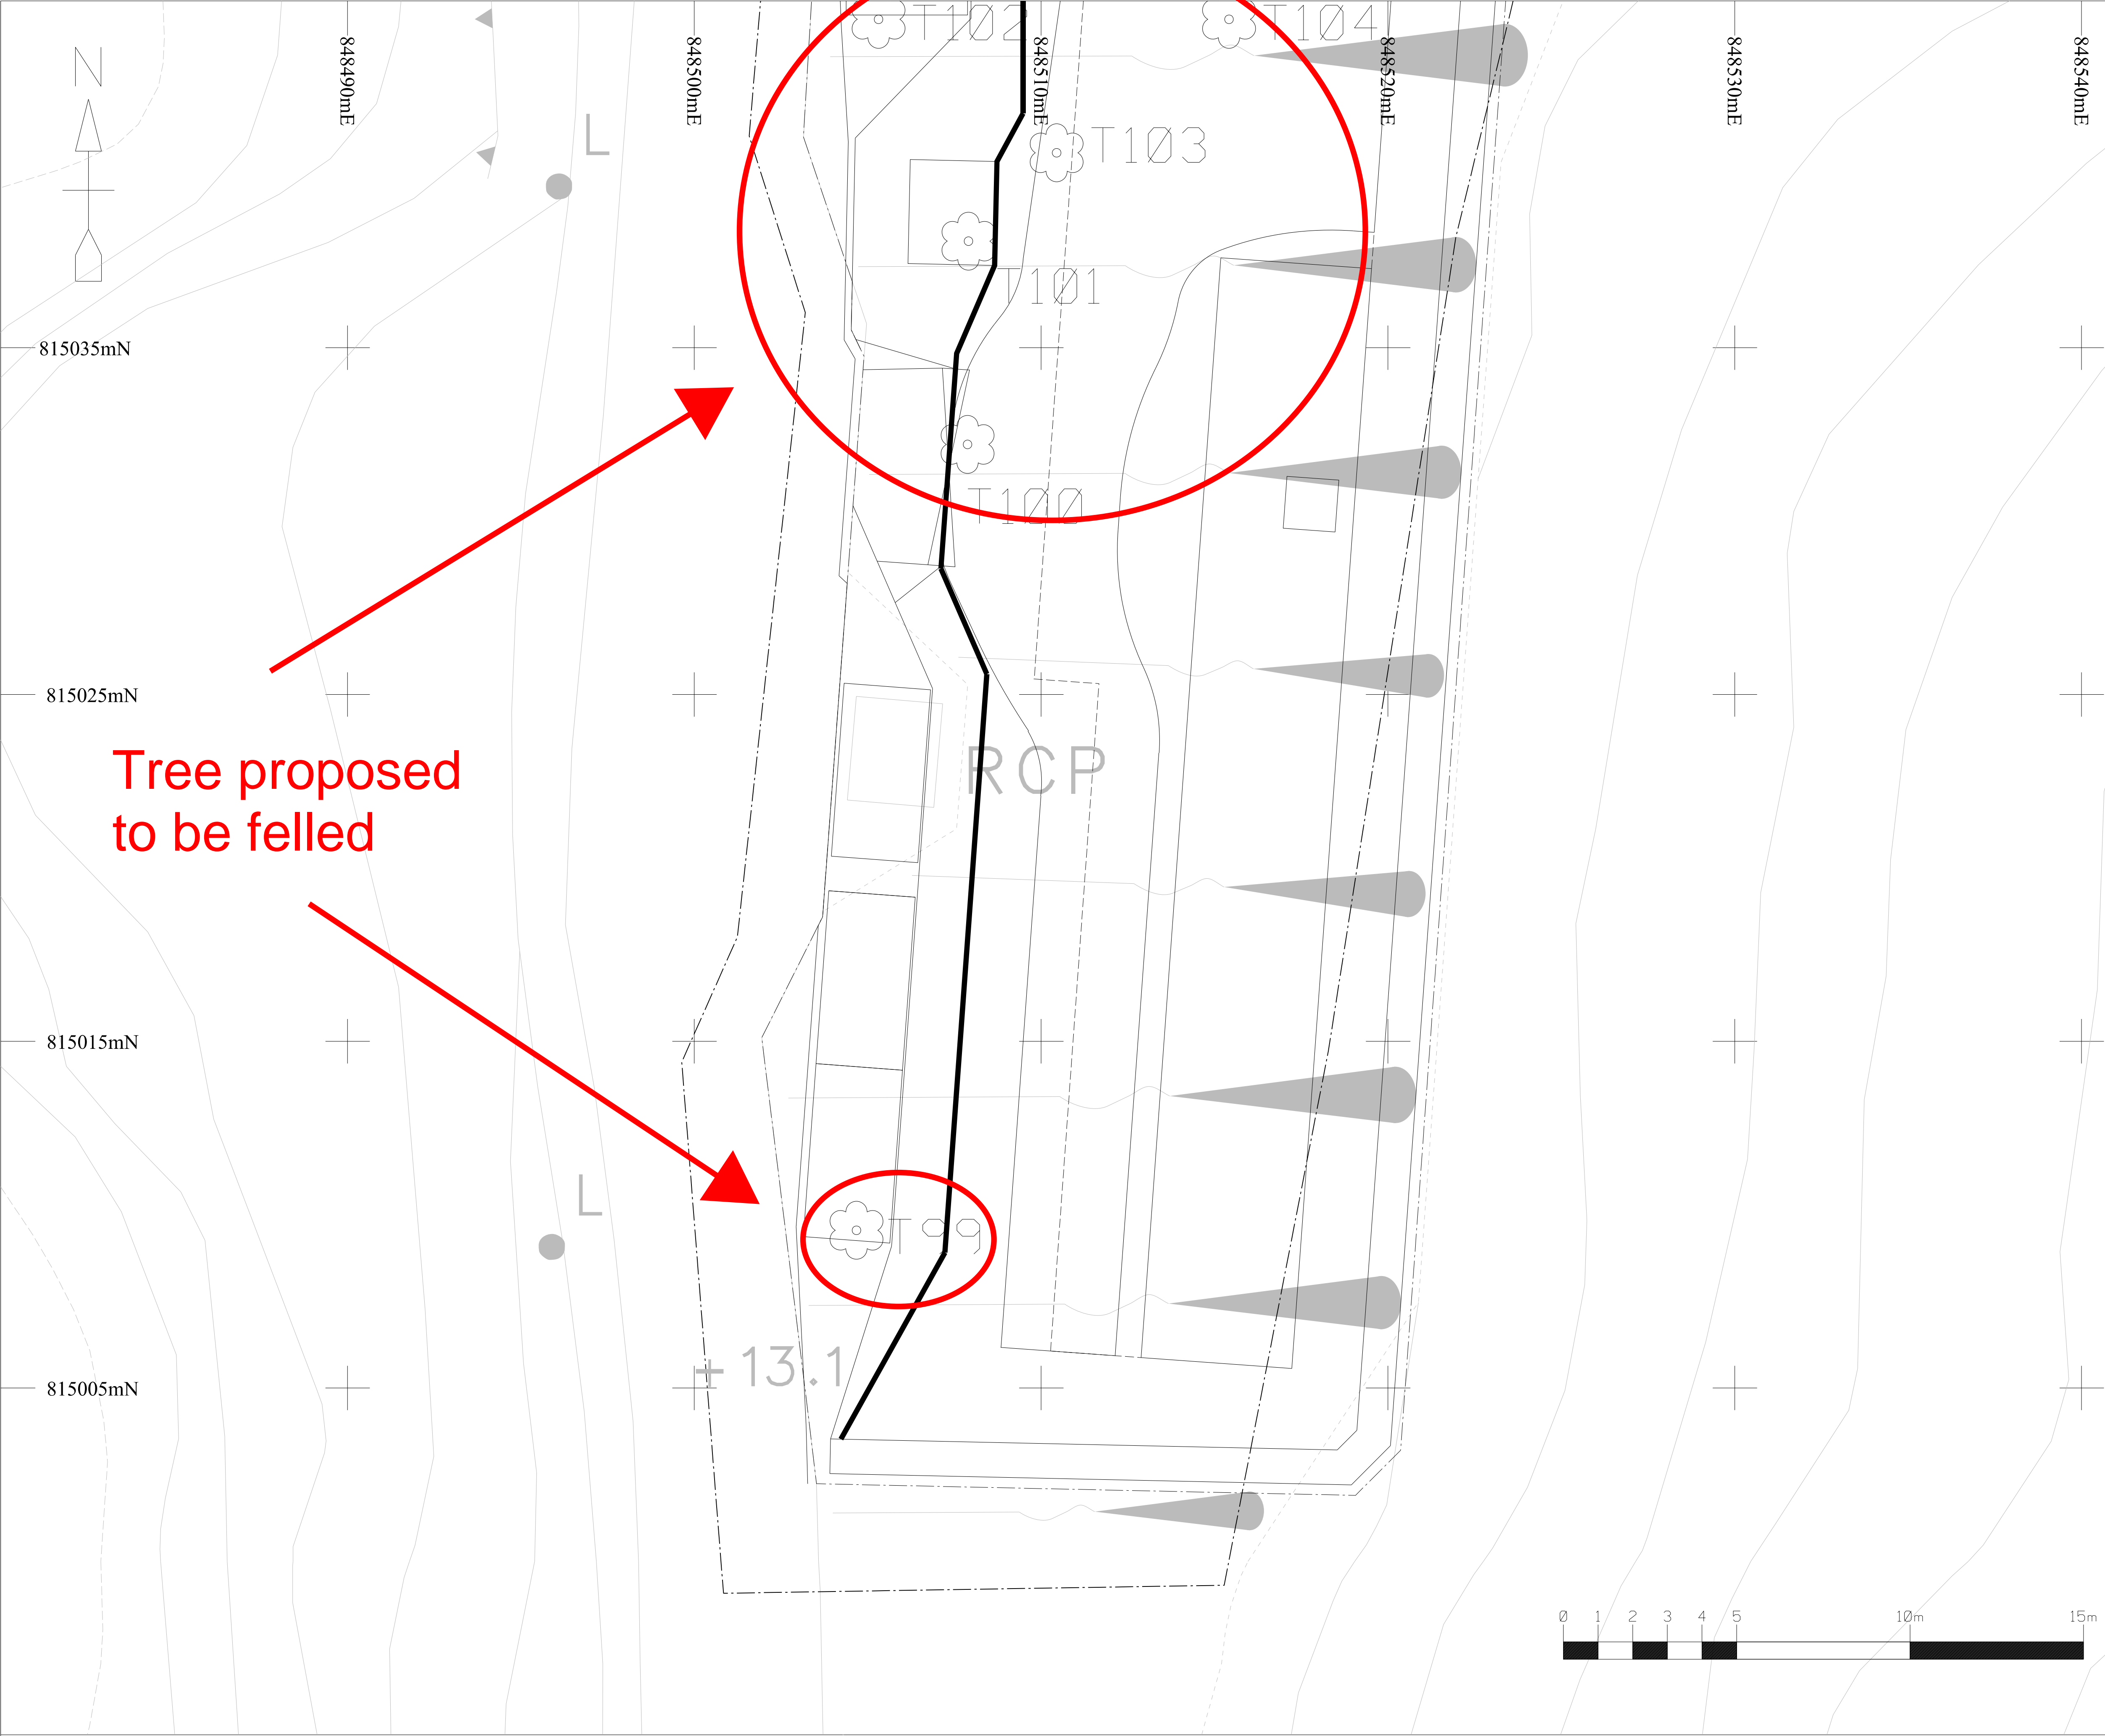 T102
T104
848490mE
848500mE
848510mE
848520mE
848530mE
848540mE
N
L
T103
T101
815035mN
T100
815025mN
Tree proposed
to be felled
RCP
815015mN
L
T99
+13.1
815005mN
0 1 2 3 4 5 10m 15m